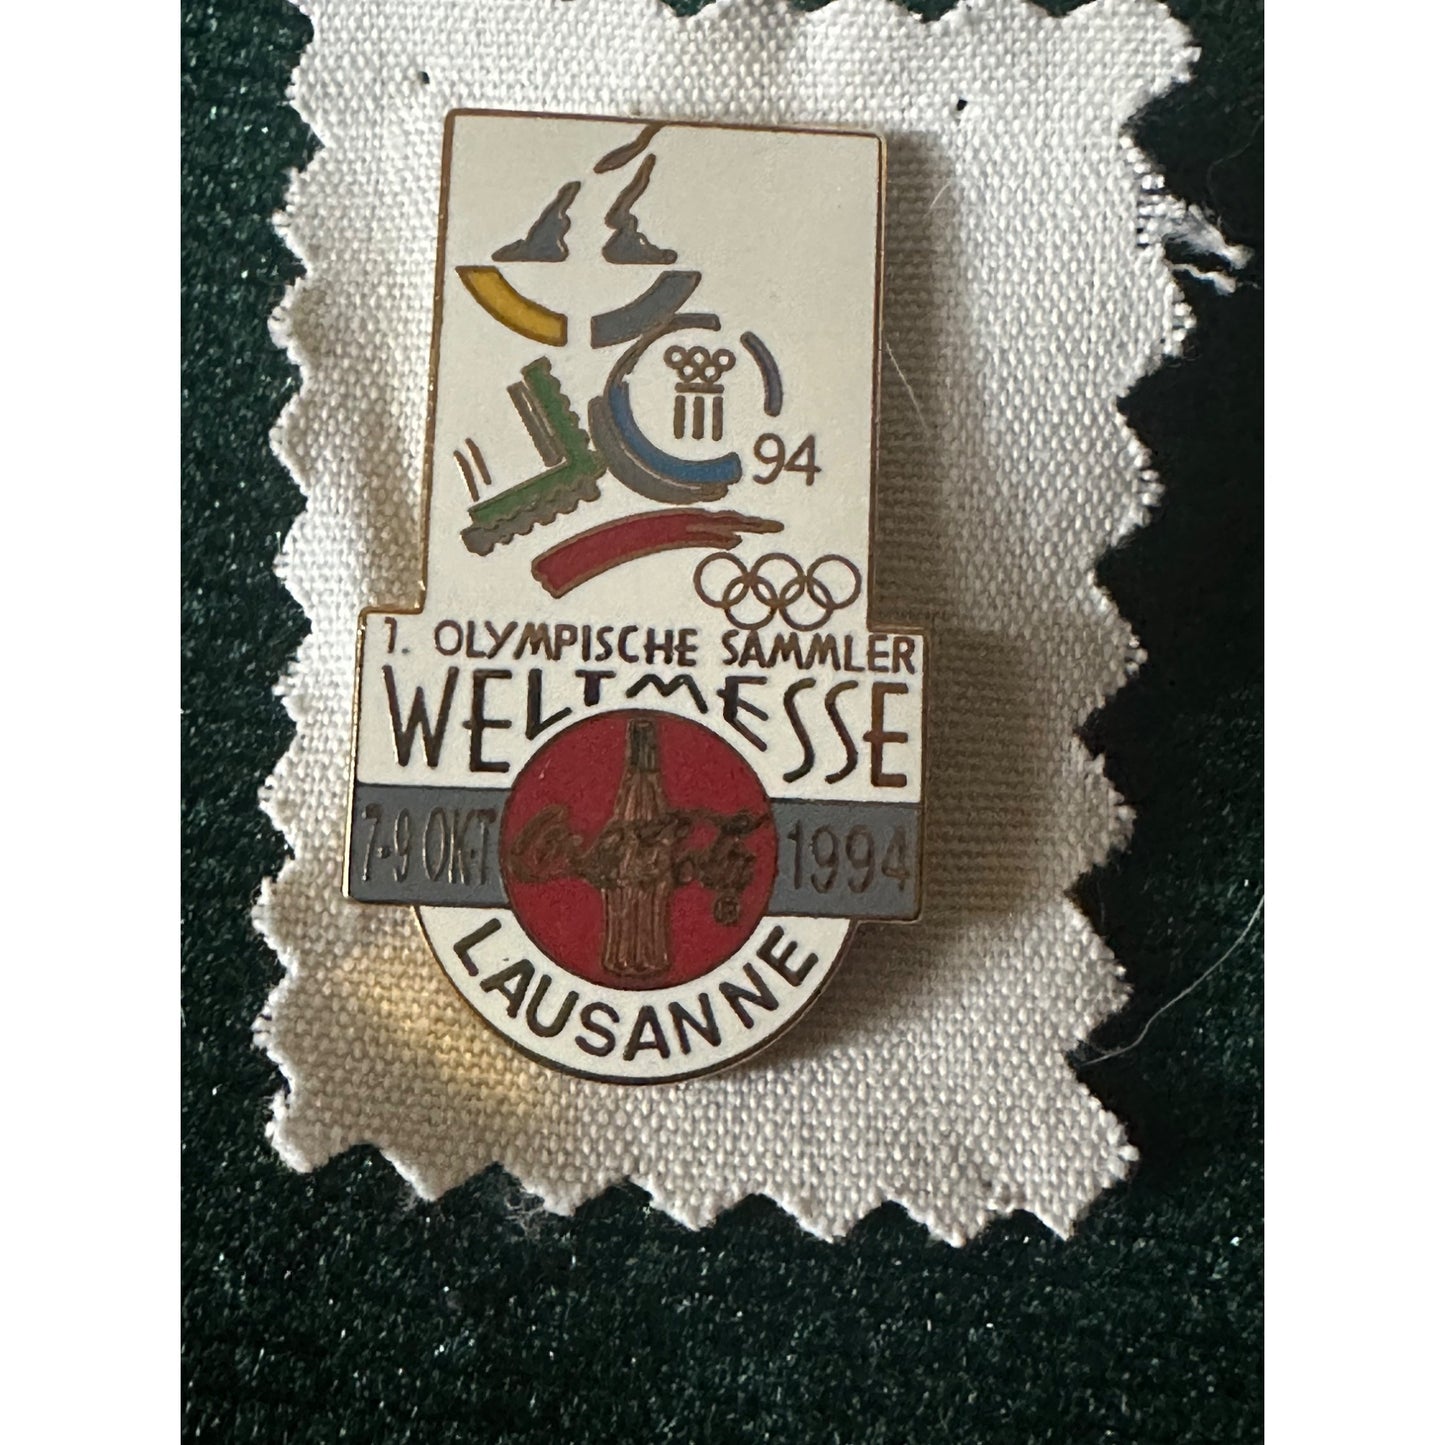 94
1. OLYMPISCHE SAMMLER
WELTMESSE
7-9 OKT 1994
Coca-Cola
®
LAUSANNE